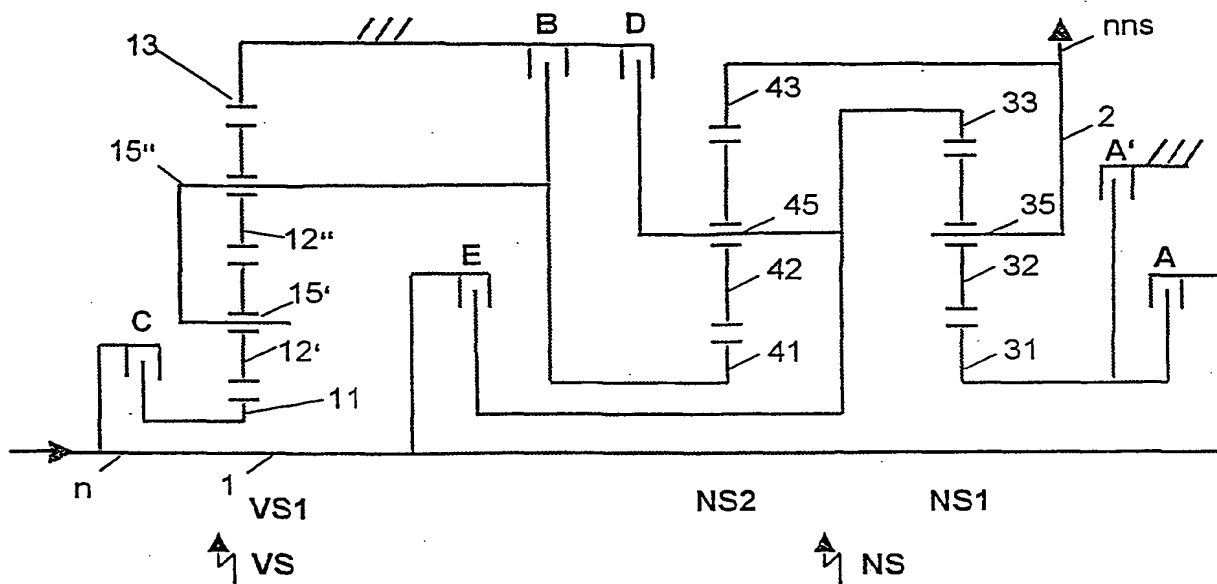 B D nns
13
43 33 2
A'
15"
12" 45 35
E 42 32 A
15'
C
12' 41 31
11
n 1 NS2 NS1
VS1
VS NS